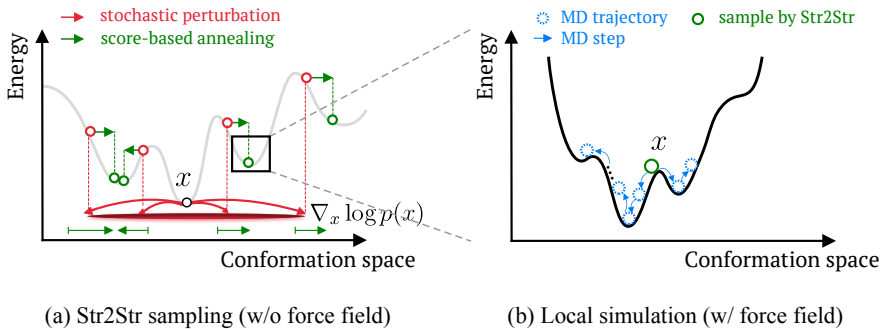 stochastic perturbation
score-based annealing
Energy
x
∇ₓ log p(x)
Conformation space
(a) Str2Str sampling (w/o force field)
MD trajectory
sample by Str2Str
MD step
Energy
x
Conformation space
(b) Local simulation (w/ force field)